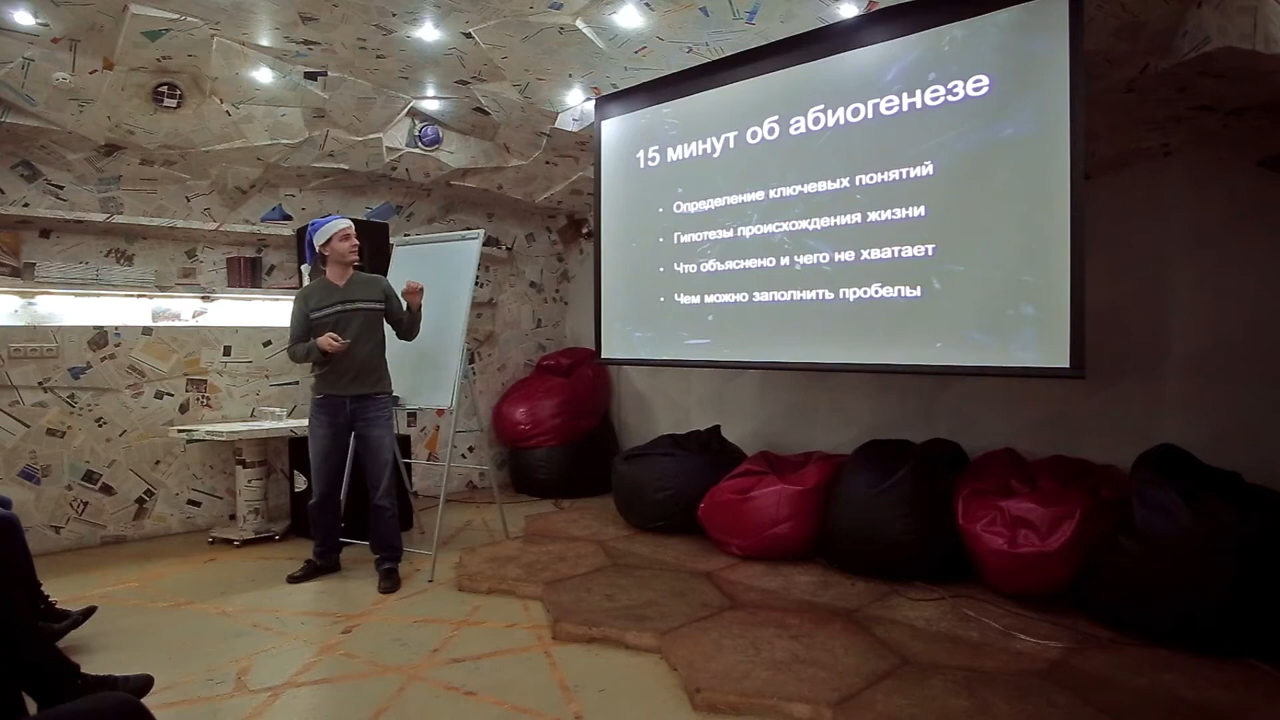 15 минут об абиогенезе
• Определение ключевых понятий
• Гипотезы происхождения жизни
• Что объяснено и чего не хватает
• Чем можно заполнить пробелы